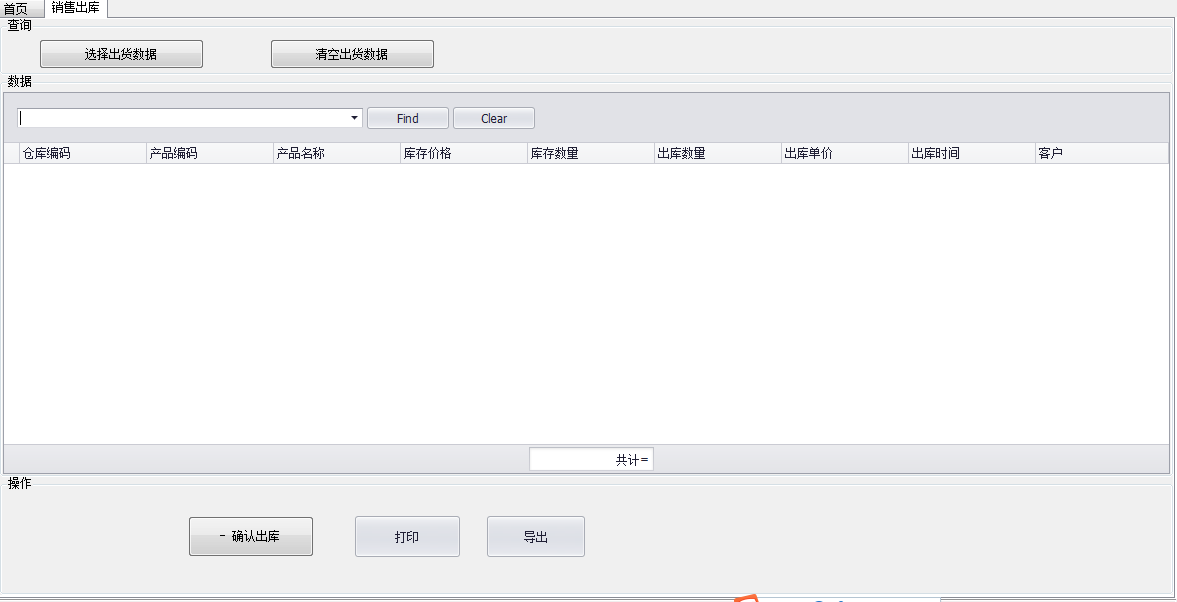 首页 销售出库
查询
选择出货数据 清空出货数据
数据
Find Clear
仓库编码 产品编码 产品名称 库存价格 库存数量 出库数量 出库单价 出库时间 客户
共计=
操作
- 确认出库 打印 导出